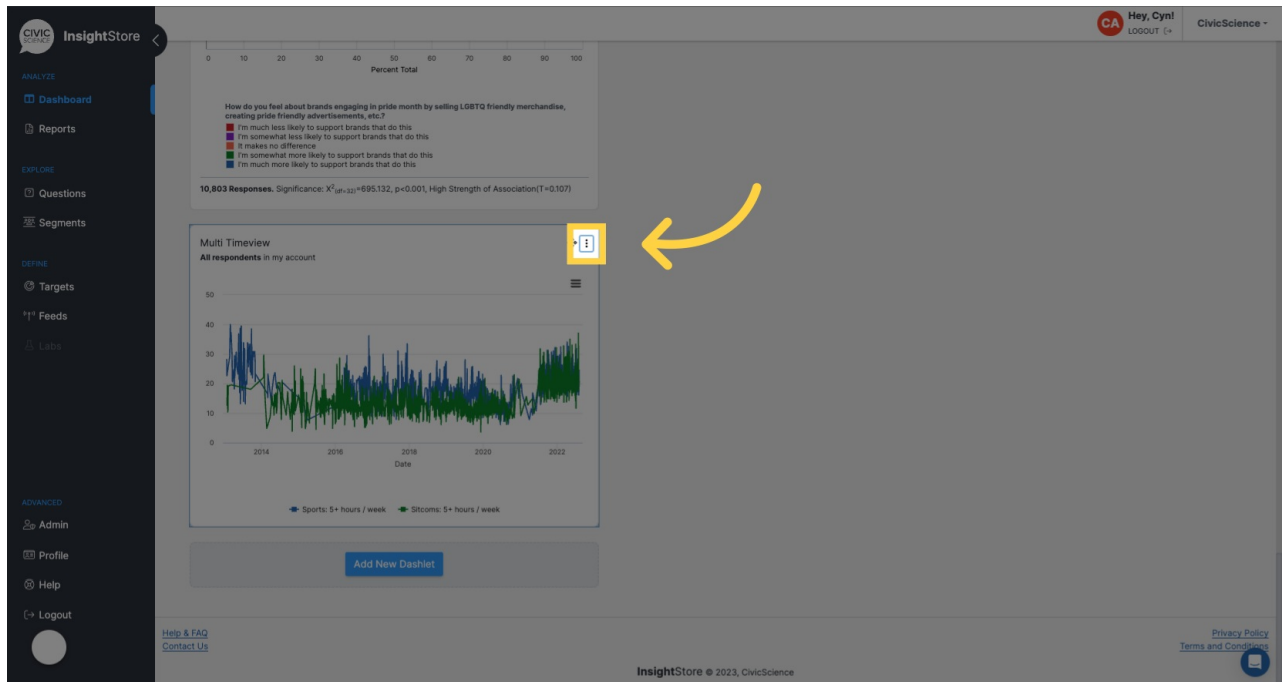 CIVIC
SCIENCE
InsightStore
CA
Hey, Cyn!
LOGOUT
CivicScience
ANALYZE
Dashboard
Reports
EXPLORE
Questions
Segments
DEFINE
Targets
Feeds
Labs
ADVANCED
Admin
Profile
Help
Logout
0 10 20 30 40 50 60 70 80 90 100
Percent Total
How do you feel about brands engaging in pride month by selling LGBTQ friendly merchandise,
creating pride friendly advertisements, etc.?
I'm much less likely to support brands that do this
I'm somewhat less likely to support brands that do this
It makes no difference
I'm somewhat more likely to support brands that do this
I'm much more likely to support brands that do this
10,803 Responses. Significance: X²(df=32)=695.132, p<0.001, High Strength of Association(T=0.107)
Multi Timeview
All respondents in my account
50
40
30
20
10
0
2014 2016 2018 2020 2022
Date
Sports: 5+ hours / week Sitcoms: 5+ hours / week
Add New Dashlet
Help & FAQ
Contact Us
Privacy Policy
Terms and Conditions
InsightStore © 2023, CivicScience